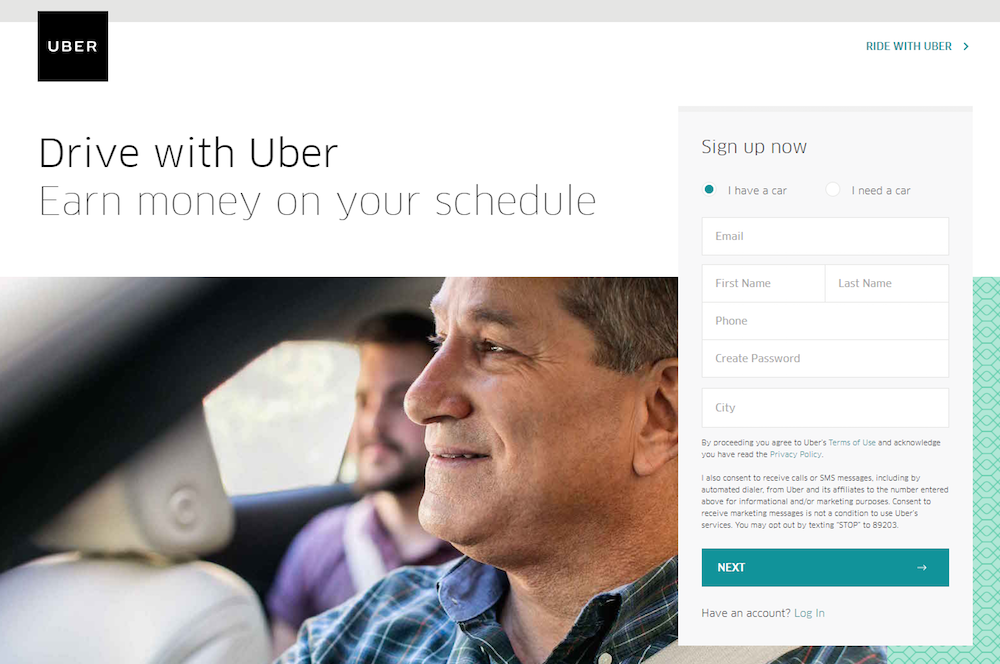 UBER
RIDE WITH UBER
Drive with Uber
Earn money on your schedule
Sign up now
I have a car
I need a car
Email
First Name
Last Name
Phone
Create Password
City
By proceeding you agree to Uber's Terms of Use and acknowledge
you have read the Privacy Policy.
I also consent to receive calls or SMS messages, including by
automated dialer, from Uber and its affiliates to the number entered
above for informational and/or marketing purposes. Consent to
receive marketing messages is not a condition to use Uber's
services. You may opt out by texting "STOP" to 89203.
NEXT
Have an account? Log In